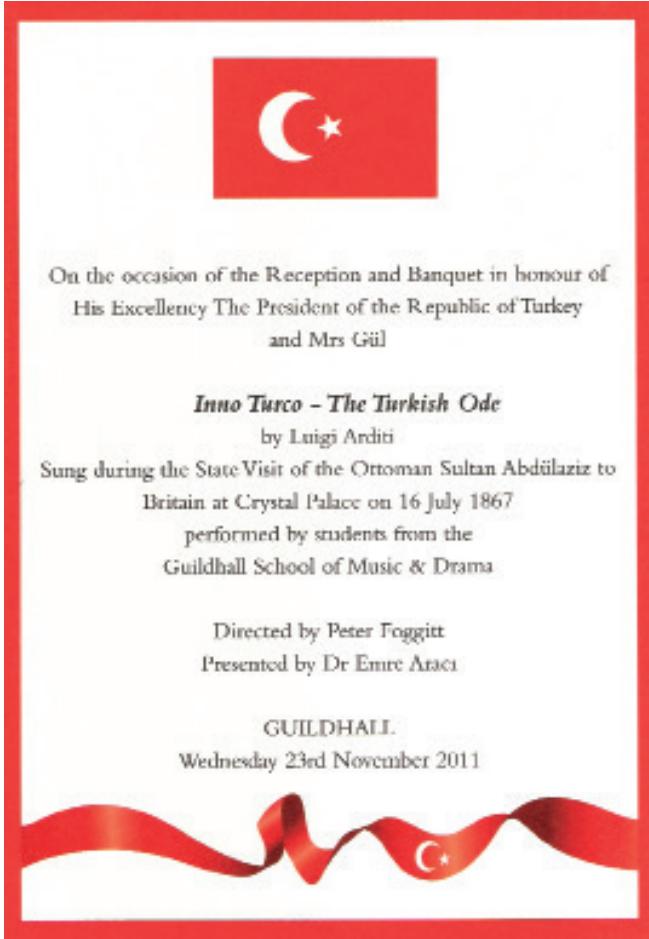 On the occasion of the Reception and Banquet in honour of
His Excellency The President of the Republic of Turkey
and Mrs Gül
Inno Turco – The Turkish Ode
by Luigi Arditi
Sung during the State Visit of the Ottoman Sultan Abdülaziz to
Britain at Crystal Palace on 16 July 1867
performed by students from the
Guildhall School of Music & Drama
Directed by Peter Foggitt
Presented by Dr Emre Aracı
GUILDHALL
Wednesday 23rd November 2011